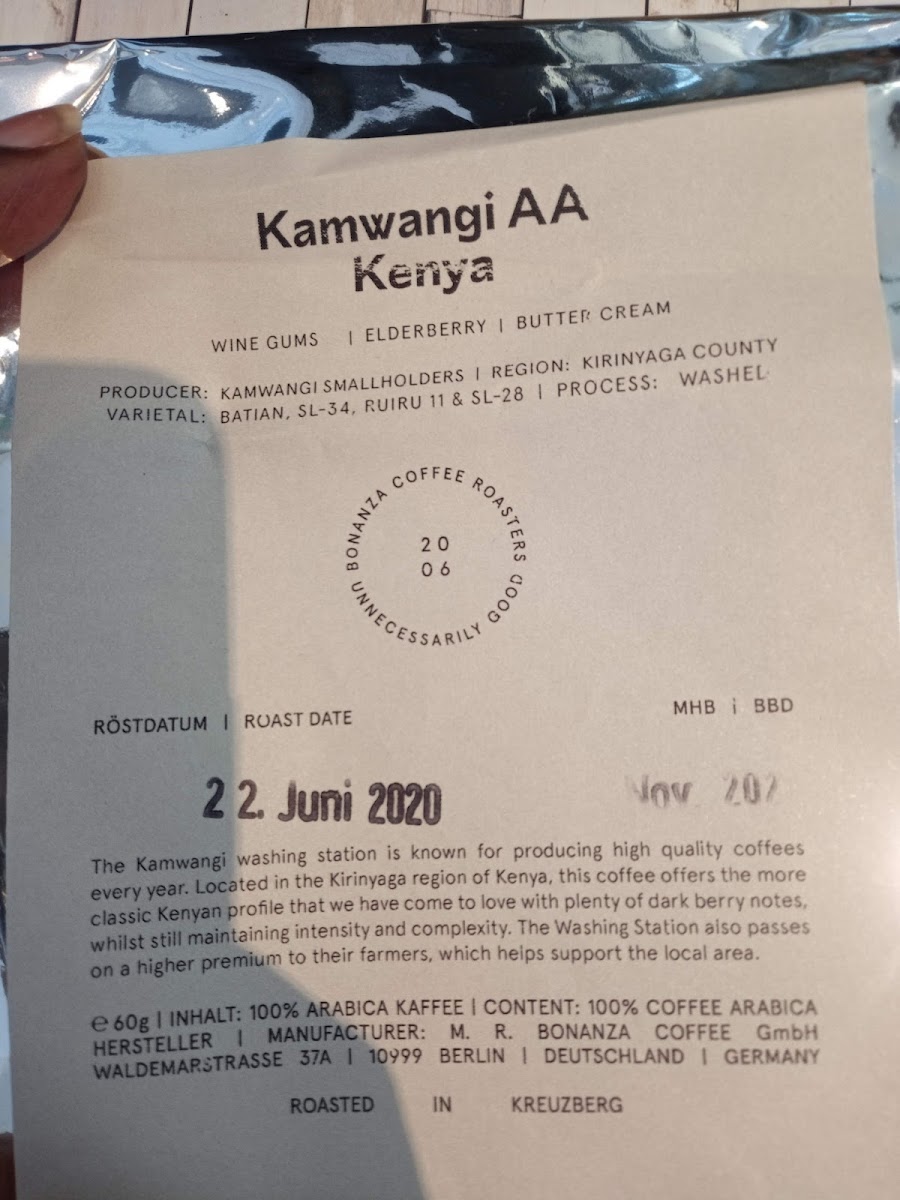 Kamwangi AA
Kenya
WINE GUMS | ELDERBERRY | BUTTER CREAM
PRODUCER: KAMWANGI SMALLHOLDERS | REGION: KIRINYAGA COUNTY
VARIETAL: BATIAN, SL-34, RUIRU 11 & SL-28 | PROCESS: WASHED
BONANZA COFFEE ROASTERS
20
06
UNNECESSARILY GOOD
RÖSTDATUM | ROAST DATE
MHB | BBD
22. Juni 2020
Nov
The Kamwangi washing station is known for producing high quality coffees
every year. Located in the Kirinyaga region of Kenya, this coffee offers the more
classic Kenyan profile that we have come to love with plenty of dark berry notes,
whilst still maintaining intensity and complexity. The Washing Station also passes
on a higher premium to their farmers, which helps support the local area.
℮ 60g | INHALT: 100% ARABICA KAFFEE | CONTENT: 100% COFFEE ARABICA
HERSTELLER | MANUFACTURER: M. R. BONANZA COFFEE GmbH
WALDEMARSTRASSE 37A | 10999 BERLIN | DEUTSCHLAND | GERMANY
ROASTED IN KREUZBERG